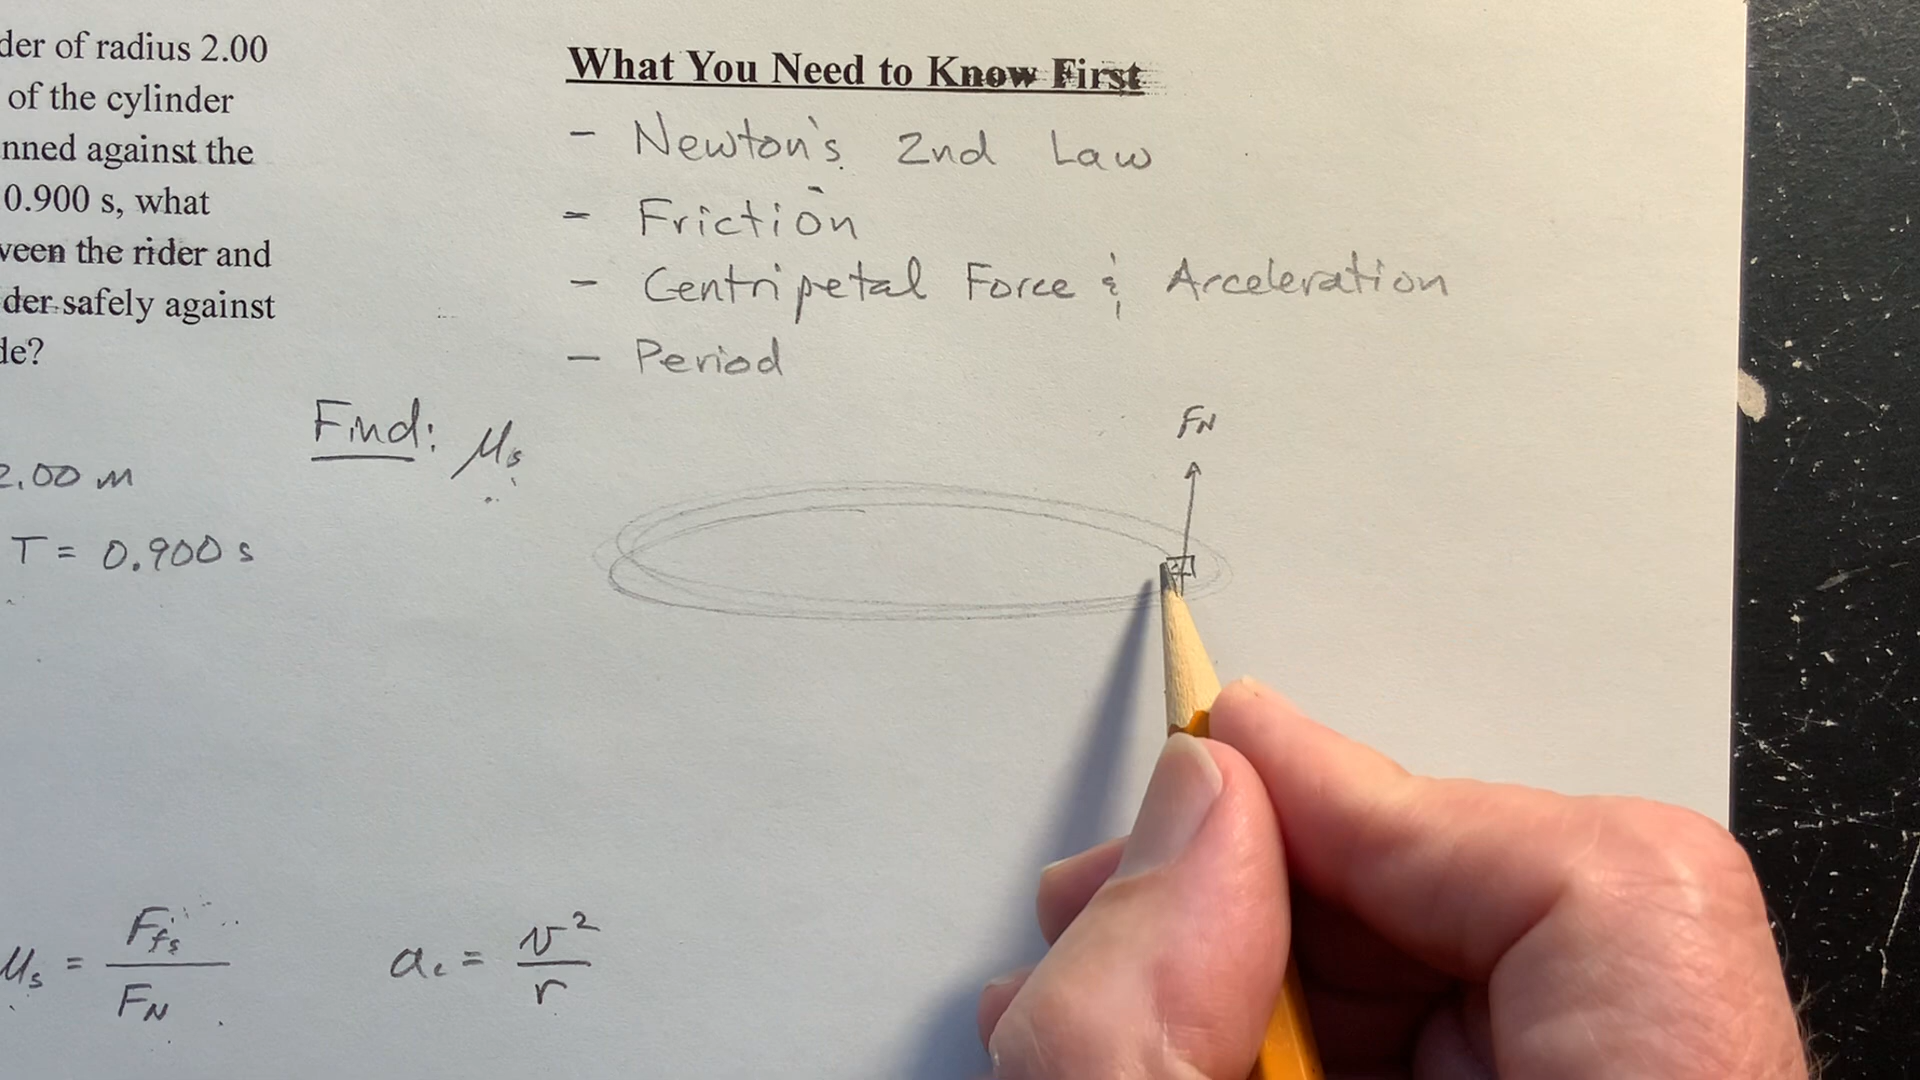 der of radius 2.00
of the cylinder
nned against the
0.900 s, what
veen the rider and
der safely against
de?
What You Need to Know First
- Newton's 2nd Law
- Friction
- Centripetal Force & Acceleration
- Period
Find: μs
2.00 m
T = 0.900 s
FN
μs = Ffs / FN
ac = v² / r